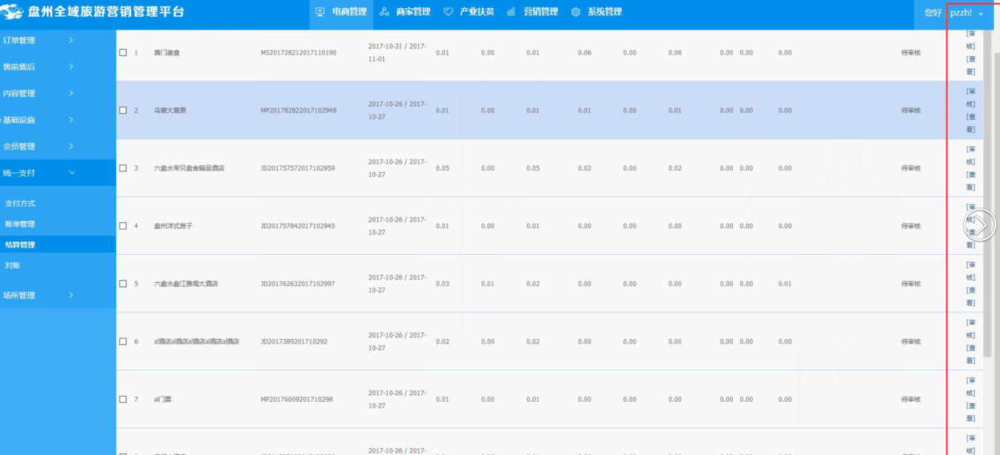 盘州全域旅游营销管理平台 电商管理 商家管理 产业扶贫 营销管理 系统管理 您好 pzzh!
订单管理
售前售后
内容管理
基础设施
会员管理
统一支付
支付方式
账单管理
结算管理
对账
场所管理
1 唐门美食 MS201728212017110190 2017-10-31 / 2017- 0.01 0.00 0.01 0.06 0.00 0.06 0.00 0.00 0.00 待审核 [审
11-01
核]
[查
看]
2 乌蒙大草原 MP201782822017102948 2017-10-26 / 2017- 0.01 0.00 0.01 0.01 0.00 0.01 0.00 0.00 0.00 待审核 [审
10-27
核]
[查
看]
3 六盘水帝贝盘舍精品酒店 JD201757572017102959 2017-10-26 / 2017- 0.05 0.00 0.05 0.02 0.00 0.02 0.00 0.00 0.00 待审核 [审
10-27
核]
[查
看]
4 盘州洋式房子 JD201757842017102945 2017-10-26 / 2017- 0.01 0.00 0.01 0.00 0.00 0.00 0.00 0.00 0.00 待审核 [审
10-27
核]
[查
看]
5 六盘水盘江雅阁大酒店 JD201762632017102997 2017-10-26 / 2017- 0.03 0.01 0.02 0.00 0.00 0.00 0.00 0.00 0.01 待审核 [审
10-27
核]
[查
看]
6 al酒店al酒店al酒店al酒店al酒店 JD2017389201710292 2017-10-26 / 2017- 0.02 0.00 0.02 0.00 0.00 0.00 0.00 0.00 0.00 待审核 [审
10-27
核]
[查
看]
7 al门票 MP20176009201710298 2017-10-26 / 2017- 0.01 0.00 0.01 0.00 0.00 0.00 0.00 0.00 0.00 待审核 [审
10-27
核]
[查
看]
2017-10-26 / 2017- [审
核]